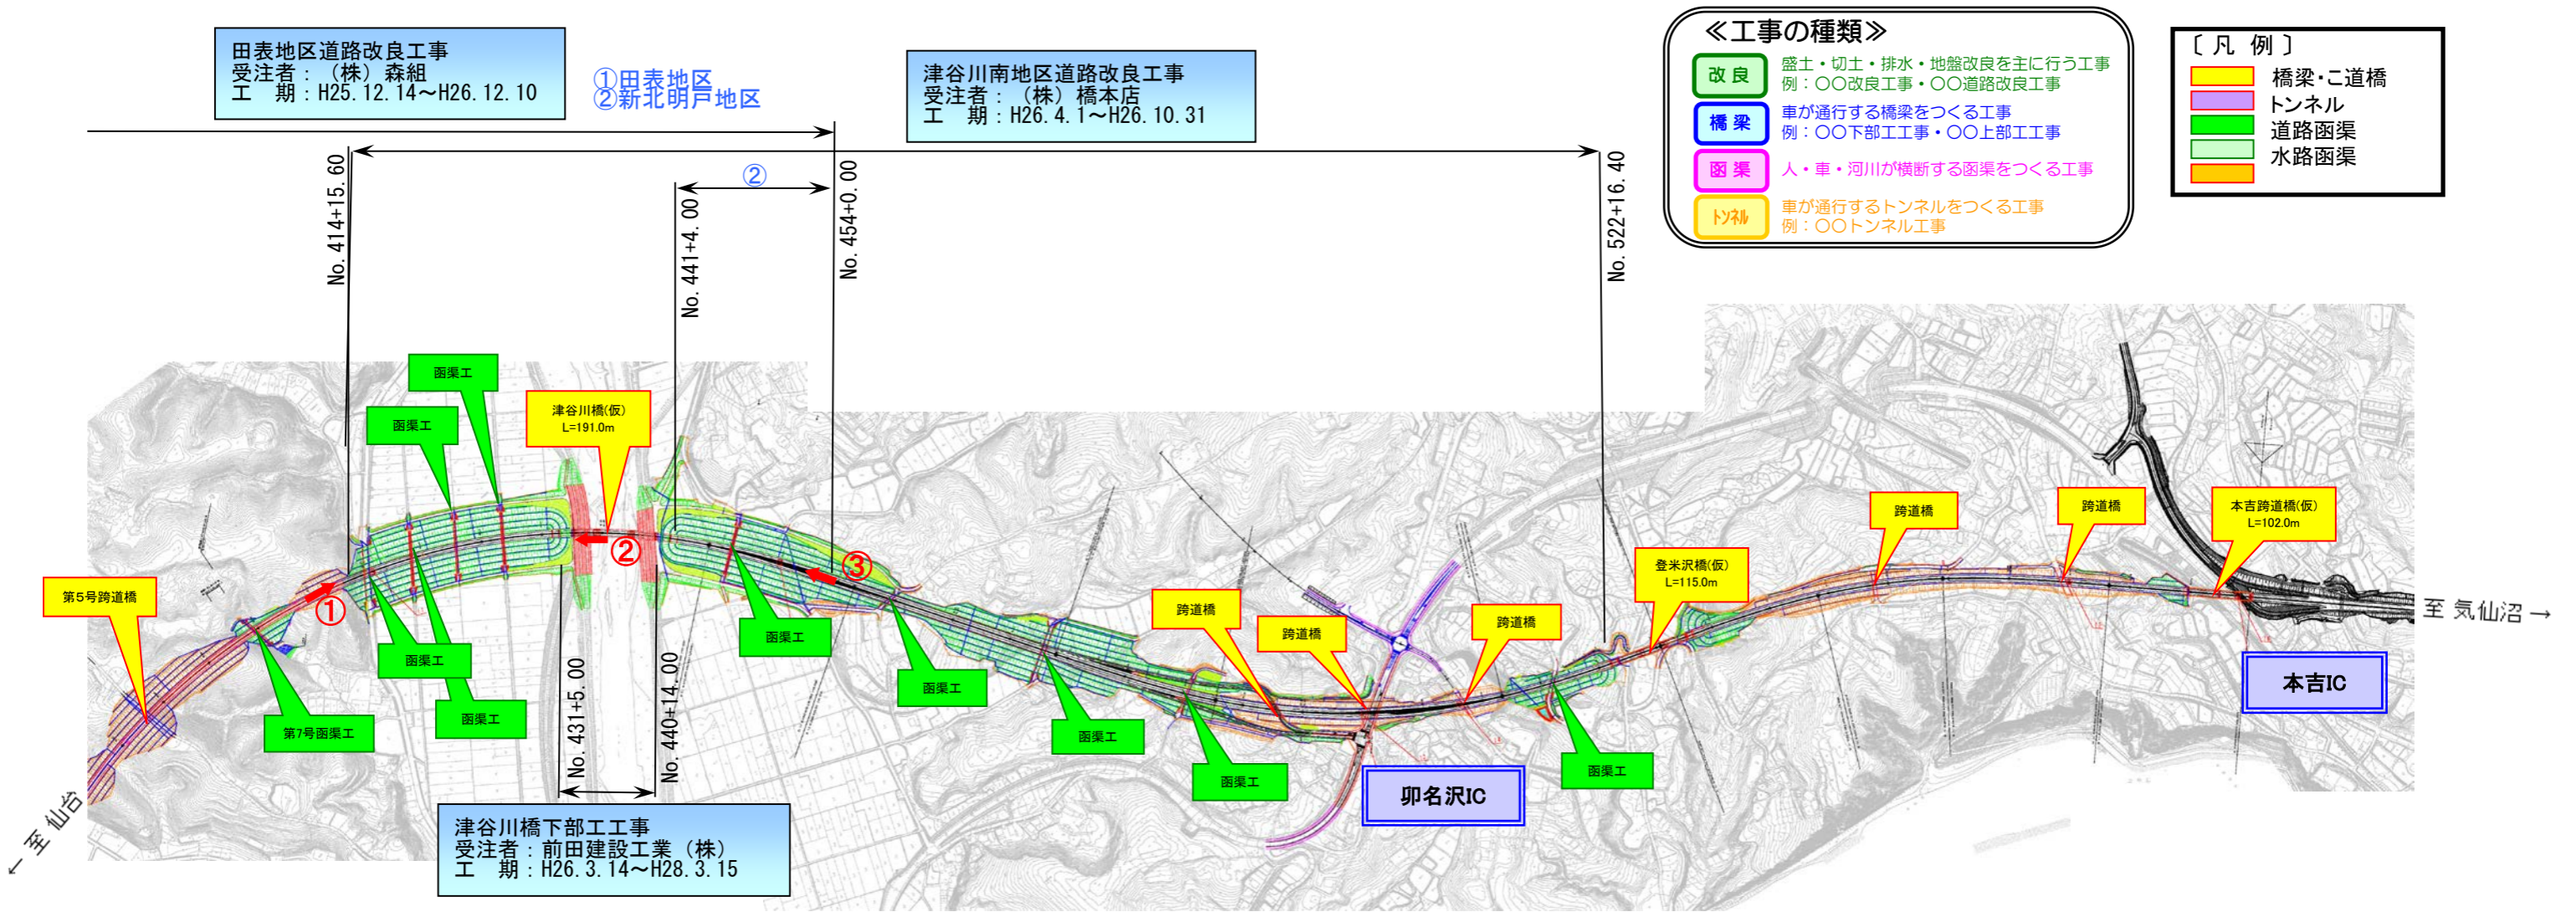 田表地区道路改良工事
受注者：（株）森組
工　期：H25.12.14～H26.12.10
①田表地区
②新北明戸地区
津谷川南地区道路改良工事
受注者：（株）橋本店
工　期：H26.4.1～H26.10.31
≪工事の種類≫
改良
盛土・切土・排水・地盤改良を主に行う工事
例：〇〇改良工事・〇〇道路改良工事
橋梁
車が通行する橋梁をつくる工事
例：〇〇下部工工事・〇〇上部工工事
函渠
人・車・河川が横断する函渠をつくる工事
トンネル
車が通行するトンネルをつくる工事
例：〇〇トンネル工事
〔凡 例〕
橋梁・こ道橋
トンネル
道路函渠
水路函渠
②
No.414+15.60
No.441+4.00
No.454+0.00
No.522+16.40
函渠工
函渠工
津谷川橋(仮)
L=191.0m
第5号跨道橋
①
②
③
函渠工
函渠工
第7号函渠工
函渠工
函渠工
函渠工
函渠工
跨道橋
跨道橋
跨道橋
函渠工
登米沢橋(仮)
L=115.0m
跨道橋
跨道橋
本吉跨道橋(仮)
L=102.0m
至 気仙沼→
本吉IC
卯名沢IC
No.431+5.00
No.440+14.00
←至 仙台
津谷川橋下部工工事
受注者：前田建設工業（株）
工　期：H26.3.14～H28.3.15